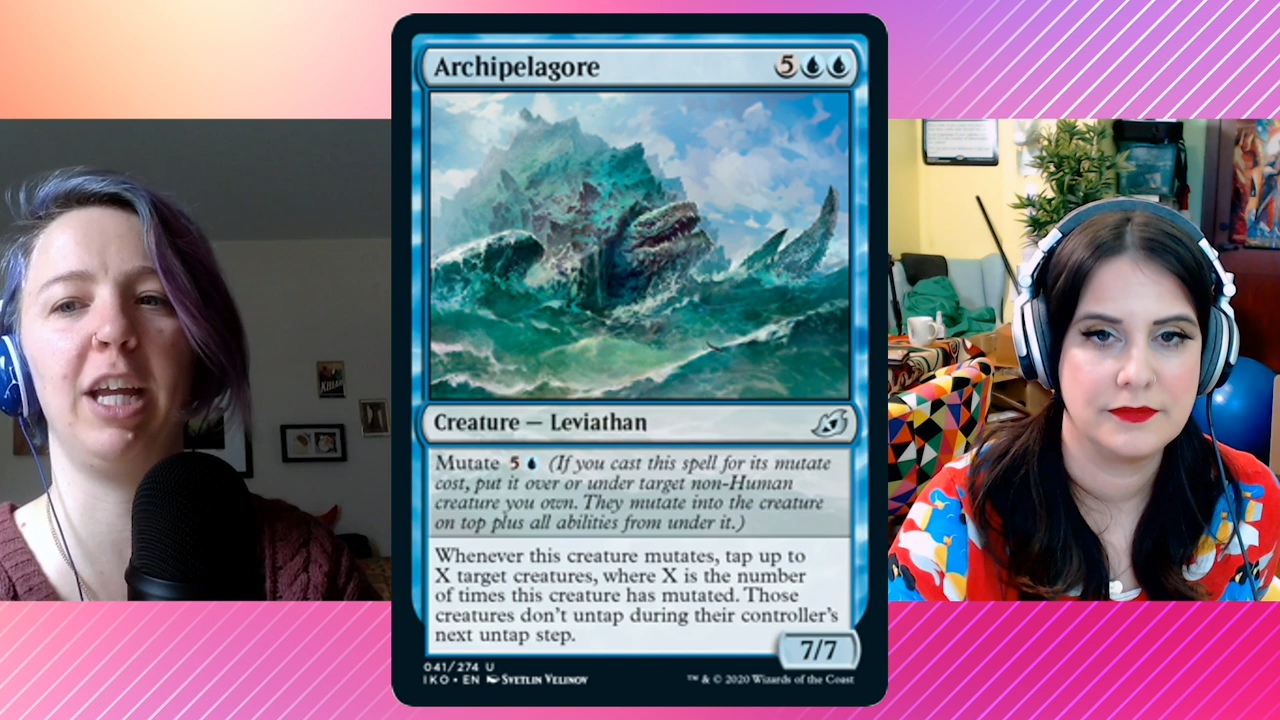 Archipelagore 5
Creature — Leviathan
Mutate 5 (If you cast this spell for its mutate
cost, put it over or under target non-Human
creature you own. They mutate into the creature
on top plus all abilities from under it.)
Whenever this creature mutates, tap up to
X target creatures, where X is the number
of times this creature has mutated. Those
creatures don't untap during their controller's
next untap step.
7/7
041/274 U
IKO • EN Svetlin Velinov
™ & © 2020 Wizards of the Coast